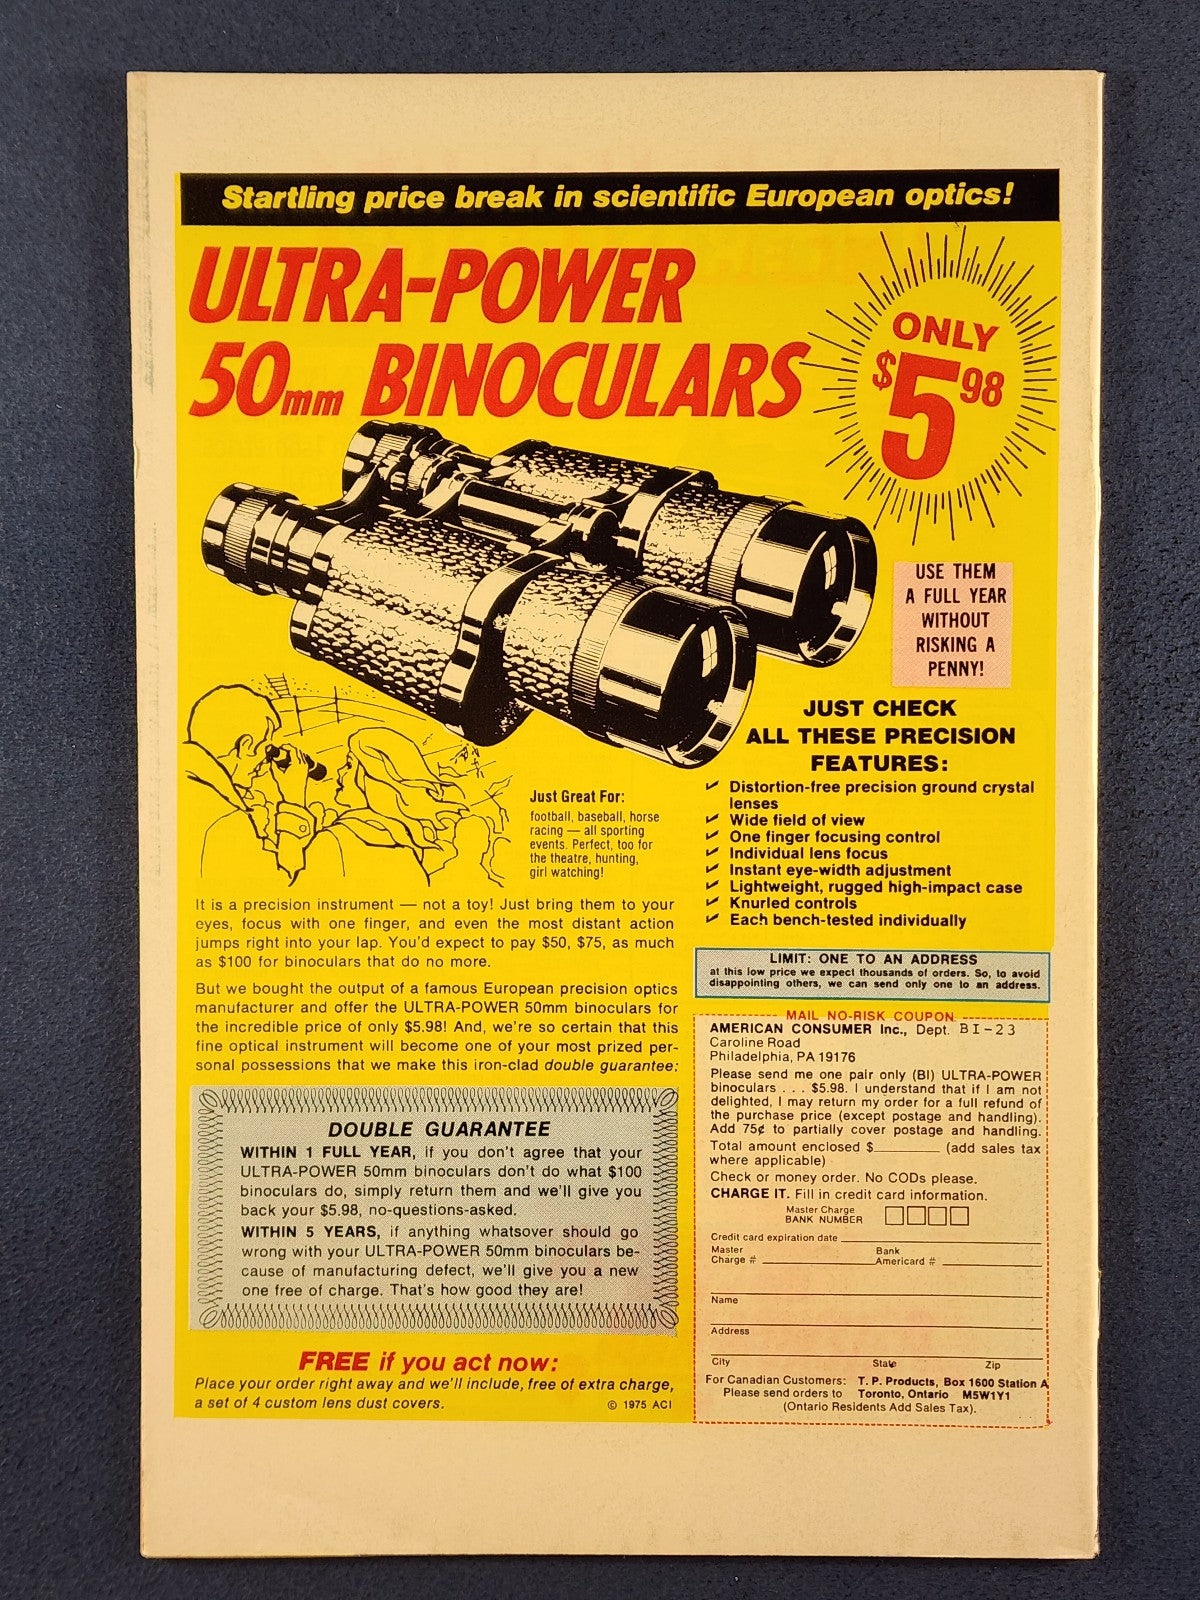 Startling price break in scientific European optics!
ULTRA-POWER
50mm BINOCULARS
ONLY
$5 98
USE THEM
A FULL YEAR
WITHOUT
RISKING A
PENNY!
JUST CHECK
ALL THESE PRECISION
FEATURES:
Distortion-free precision ground crystal
lenses
Wide field of view
One finger focusing control
Individual lens focus
Instant eye-width adjustment
Lightweight, rugged high-impact case
Knurled controls
Each bench-tested individually
Just Great For:
football, baseball, horse
racing — all sporting
events. Perfect, too for
the theatre, hunting,
girl watching!
It is a precision instrument — not a toy! Just bring them to your
eyes, focus with one finger, and even the most distant action
jumps right into your lap. You'd expect to pay $50, $75, as much
as $100 for binoculars that do no more.
But we bought the output of a famous European precision optics
manufacturer and offer the ULTRA-POWER 50mm binoculars for
the incredible price of only $5.98! And, we're so certain that this
fine optical instrument will become one of your most prized per-
sonal possessions that we make this iron-clad double guarantee:
DOUBLE GUARANTEE
WITHIN 1 FULL YEAR, if you don't agree that your
ULTRA-POWER 50mm binoculars don't do what $100
binoculars do, simply return them and we'll give you
back your $5.98, no-questions-asked.
WITHIN 5 YEARS, if anything whatsover should go
wrong with your ULTRA-POWER 50mm binoculars be-
cause of manufacturing defect, we'll give you a new
one free of charge. That's how good they are!
FREE if you act now:
Place your order right away and we'll include, free of extra charge,
a set of 4 custom lens dust covers.
© 1975 ACI
LIMIT: ONE TO AN ADDRESS
at this low price we expect thousands of orders. So, to avoid
disappointing others, we can send only one to an address.
MAIL NO-RISK COUPON
AMERICAN CONSUMER Inc., Dept. BI-23
Caroline Road
Philadelphia, PA 19176
Please send me one pair only (BI) ULTRA-POWER
binoculars . . . $5.98. I understand that if I am not
delighted, I may return my order for a full refund of
the purchase price (except postage and handling).
Add 75¢ to partially cover postage and handling.
Total amount enclosed $________ (add sales tax
where applicable)
Check or money order. No CODs please.
CHARGE IT. Fill in credit card information.
Master Charge
BANK NUMBER
Credit card expiration date
Master Bank
Charge # Americard #
Name
Address
City State Zip
For Canadian Customers: T. P. Products, Box 1600 Station A
Please send orders to Toronto, Ontario M5W1Y1
(Ontario Residents Add Sales Tax).